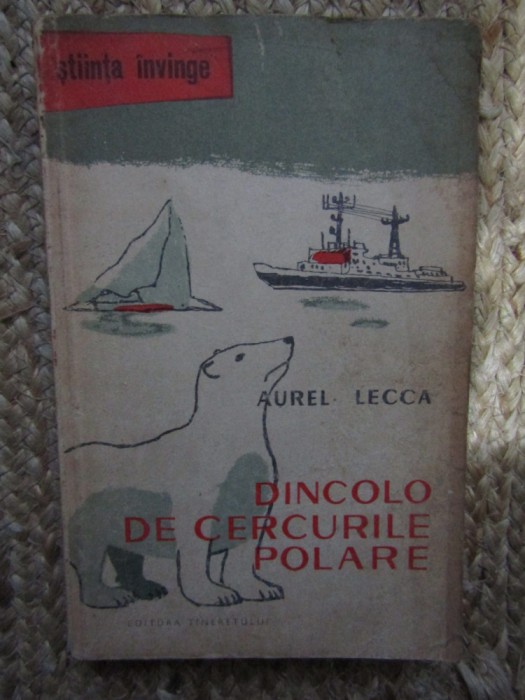 știința învinge
AUREL LECCA
DINCOLO
DE CERCURILE
POLARE
EDITURA TINERETULUI